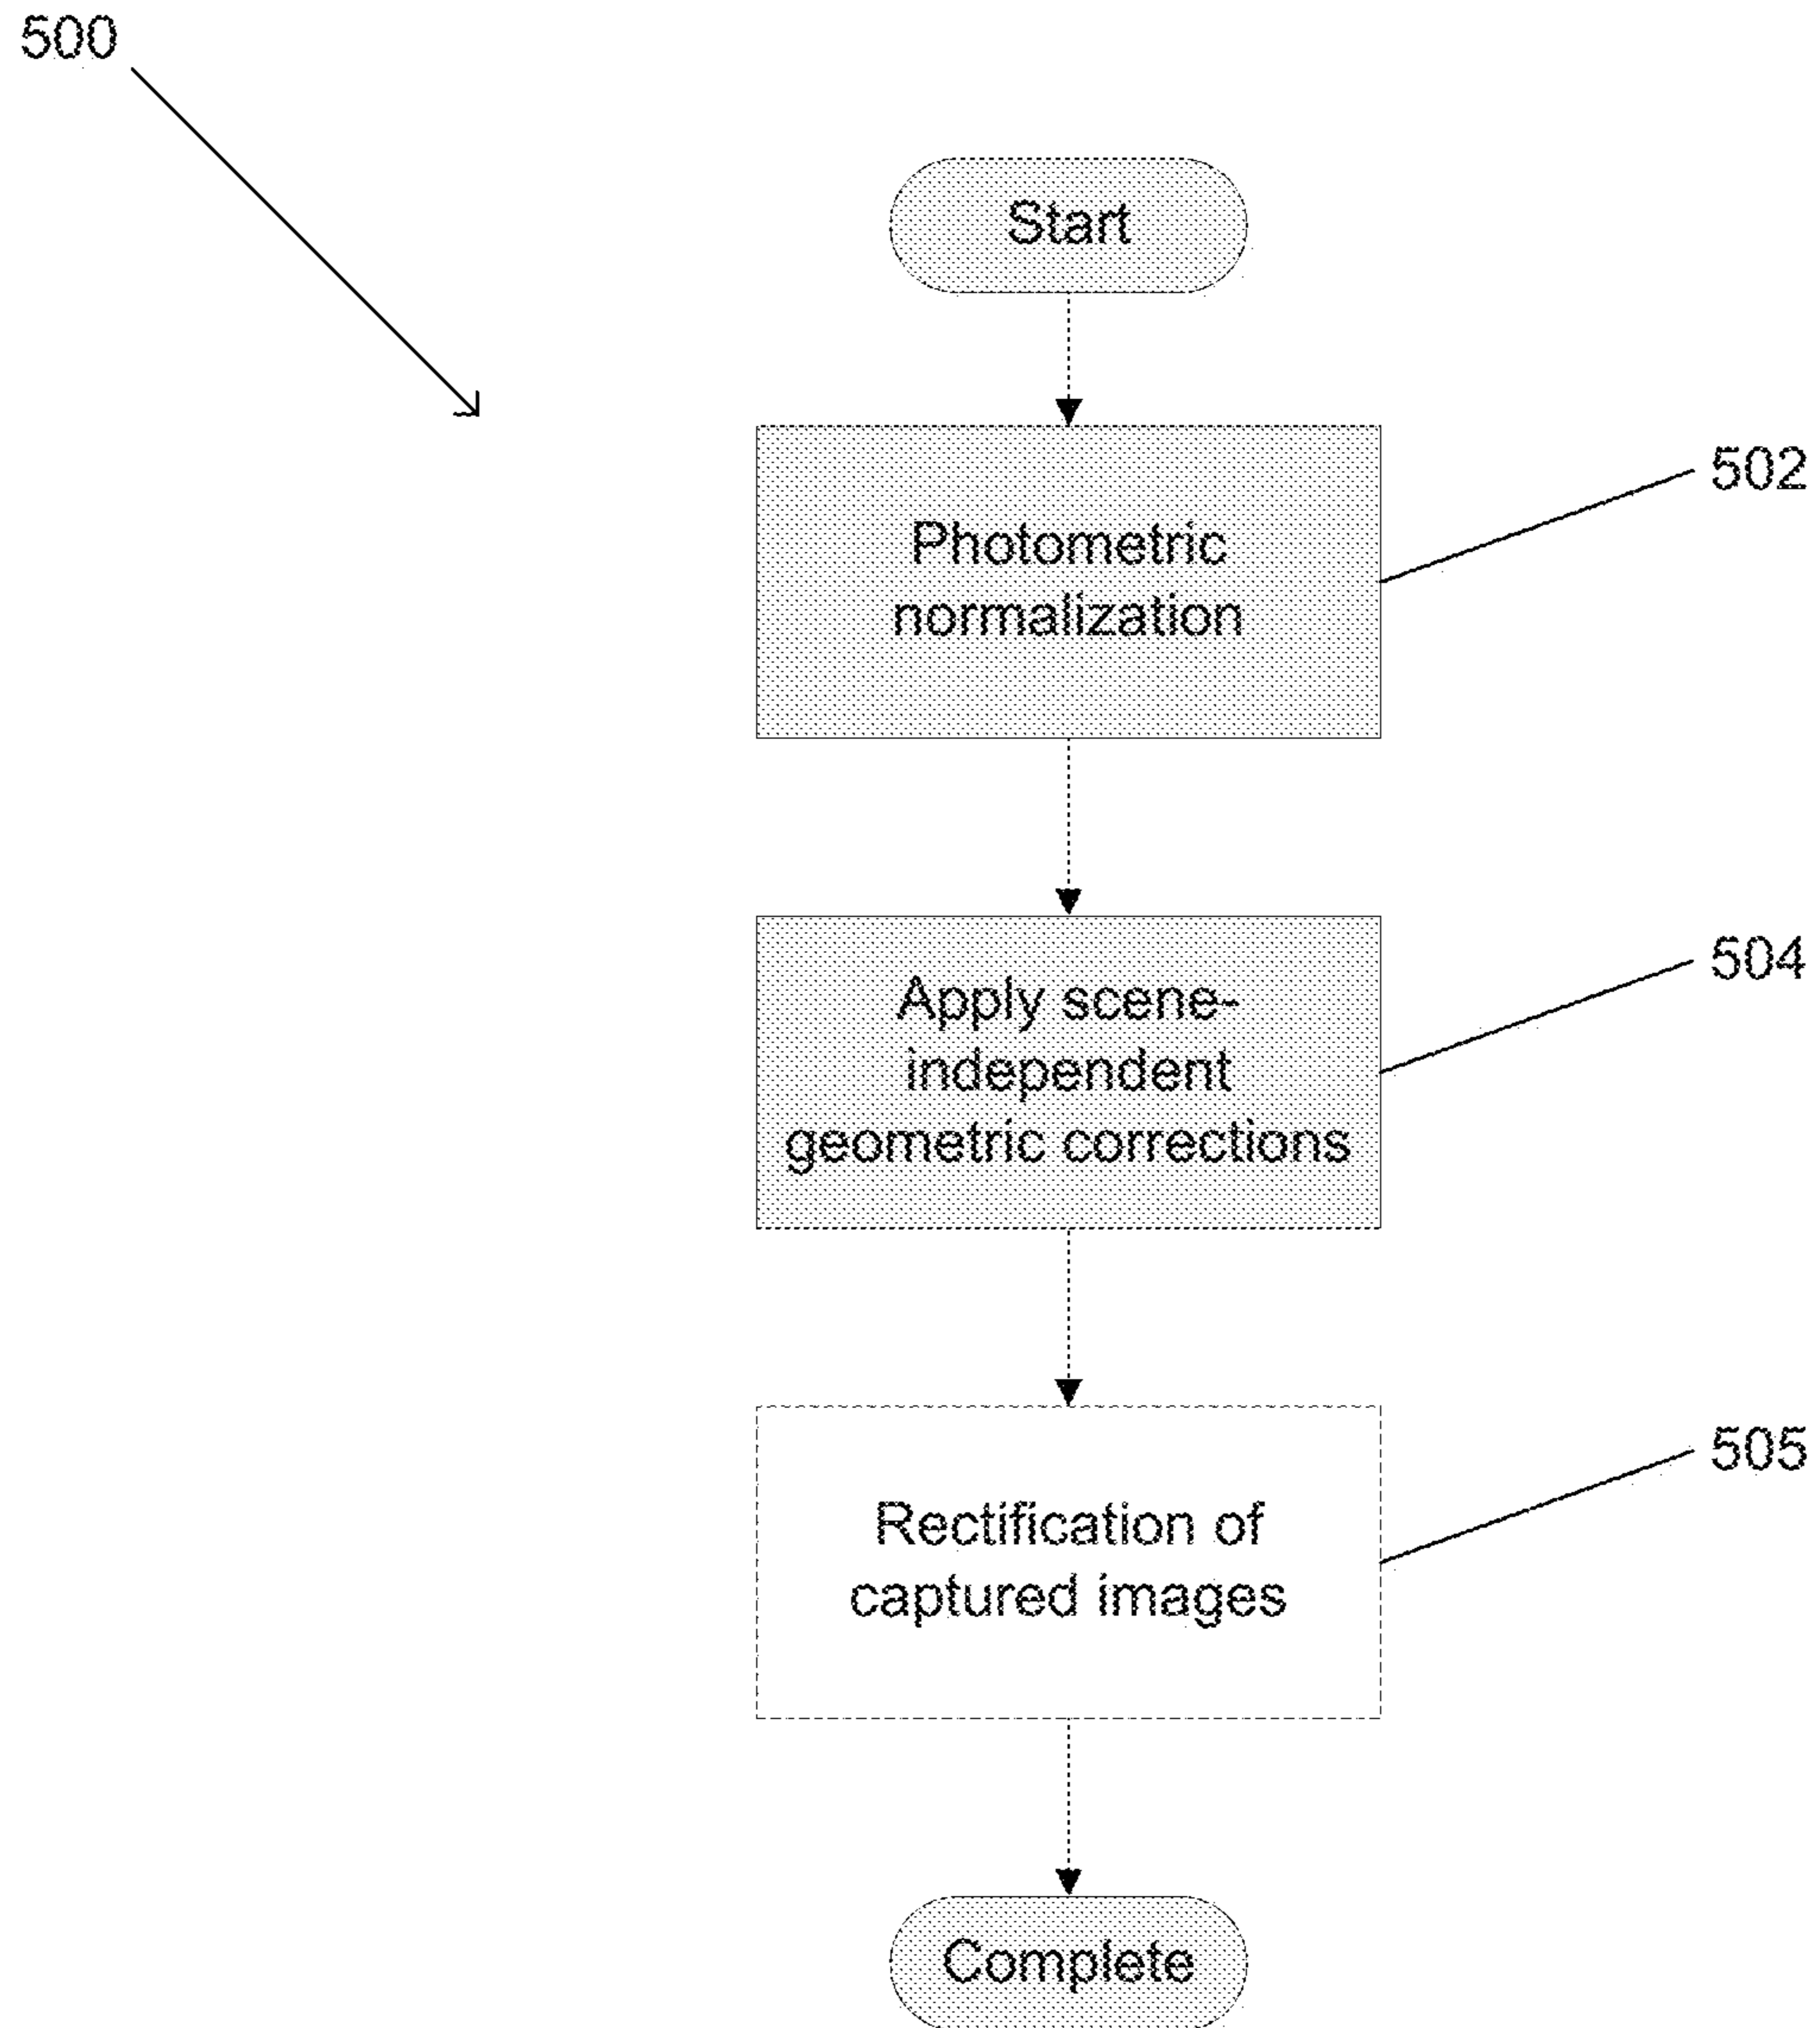 500
Start
502
Photometric
normalization
504
Apply scene-
independent
geometric corrections
505
Rectification of
captured images
Complete